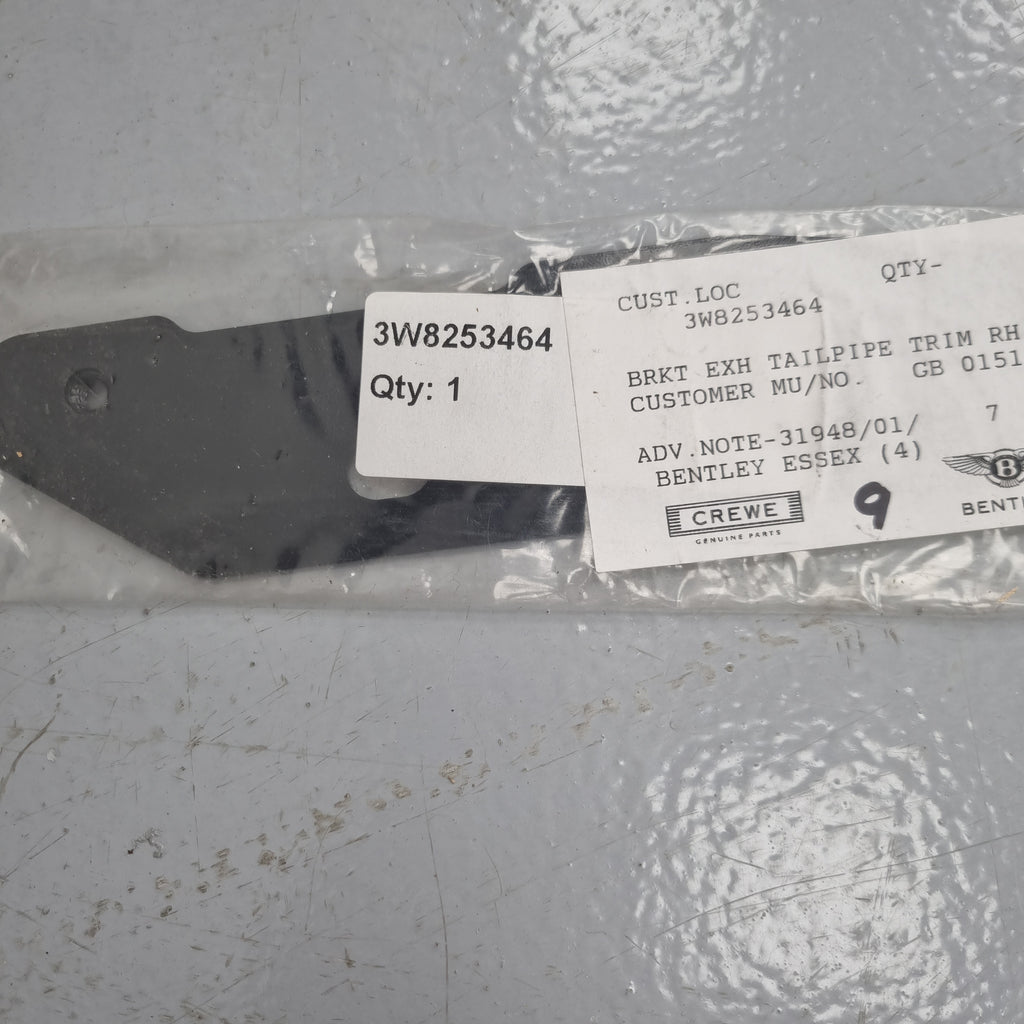 3W8253464
Qty: 1
CUST.LOC QTY-
3W8253464
BRKT EXH TAILPIPE TRIM RH
CUSTOMER MU/NO. GB 0151
ADV.NOTE-31948/01/ 7
BENTLEY ESSEX (4)
B
CREWE
GENUINE PARTS
9
BENT